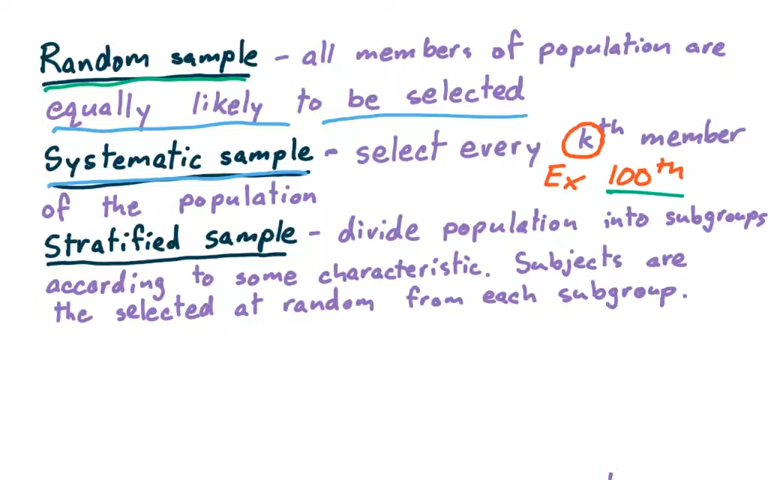 Random sample - all members of population are
equally likely to be selected
Systematic sample - select every kth member
Ex 100th
of the population
Stratified sample - divide population into subgroups
according to some characteristic. Subjects are
the selected at random from each subgroup.